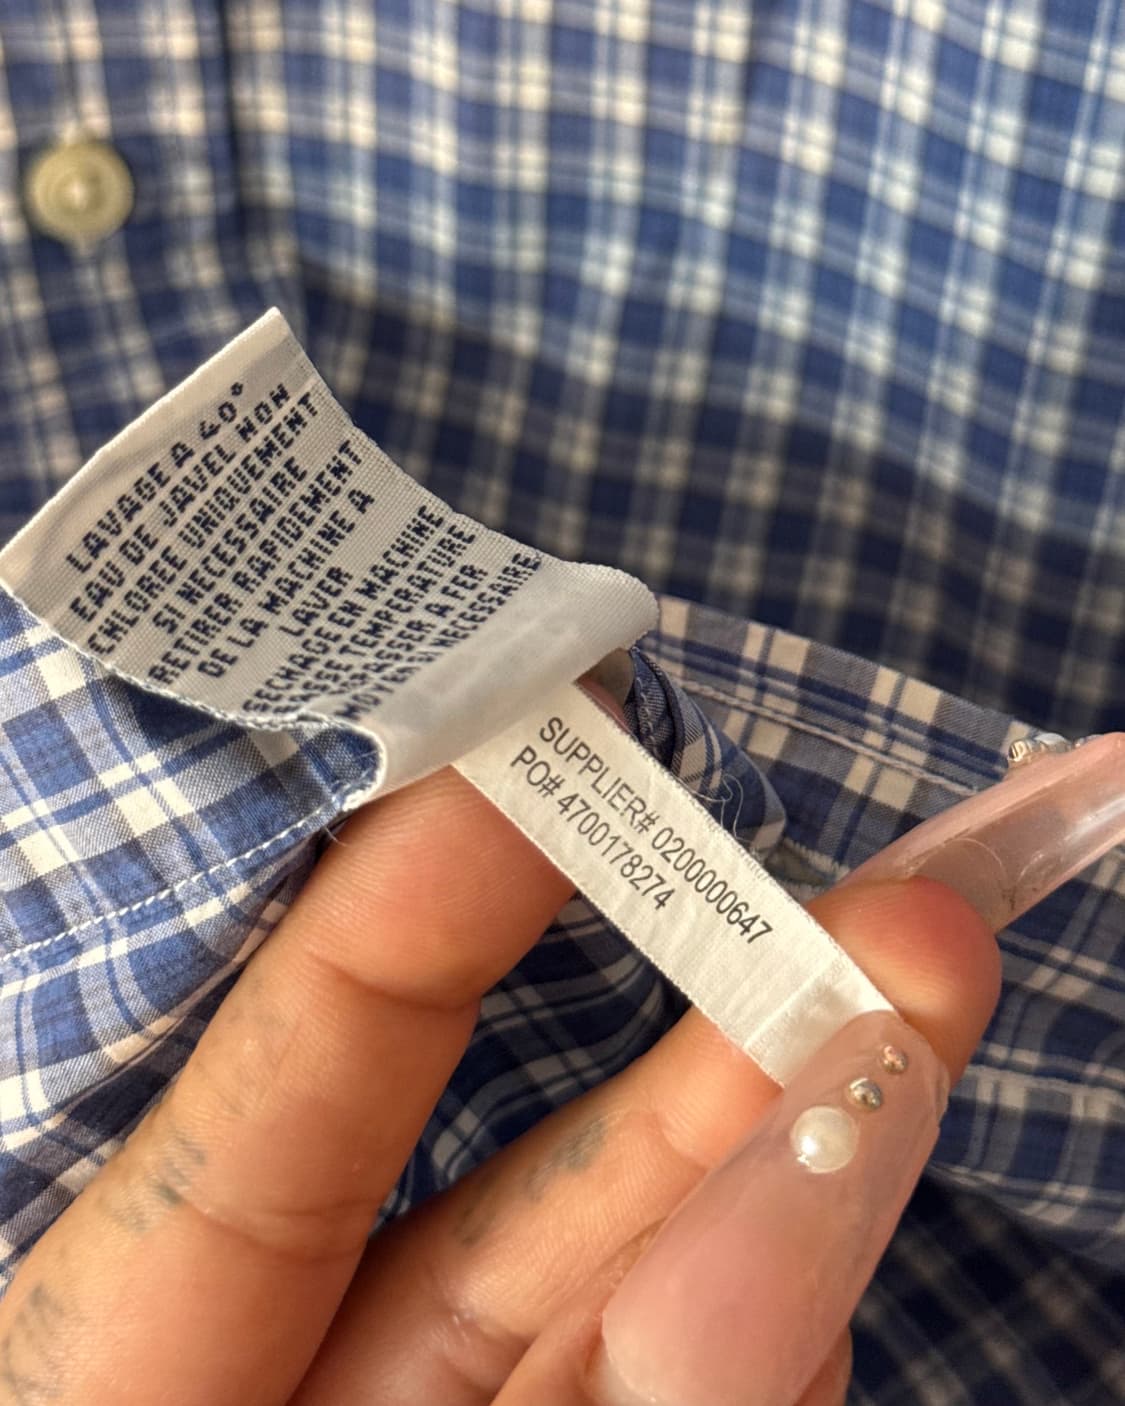 LAVAGE A 40°
EAU DE JAVEL NON
CHLOREE UNIQUEMENT
SI NECESSAIRE
RETIRER RAPIDEMENT
DE LA MACHINE A
LAVER
SECHAGE EN MACHINE
BASSE TEMPERATURE
REPASSER A FER
MOYEN SI NECESSAIRE
SUPPLIER# 0200000647
PO# 4700178274